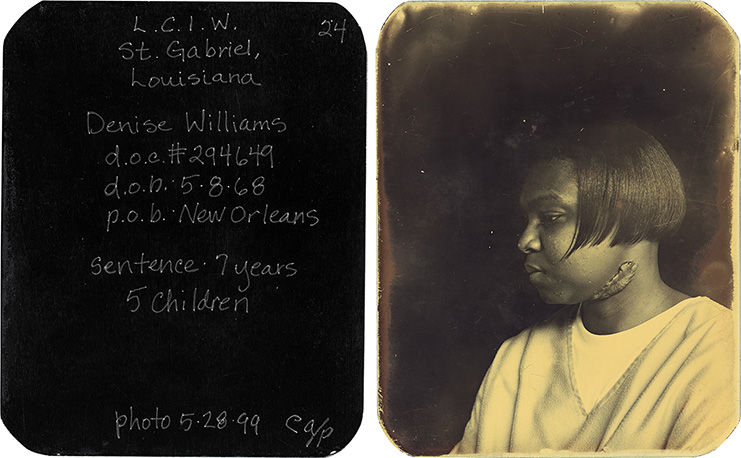 L.C.I.W. 24
St. Gabriel,
Louisiana
Denise Williams
d.o.c.#294649
d.o.b. 5·8·68
p.o.b. New Orleans
sentence·7 years
5 Children
photo 5·28·99